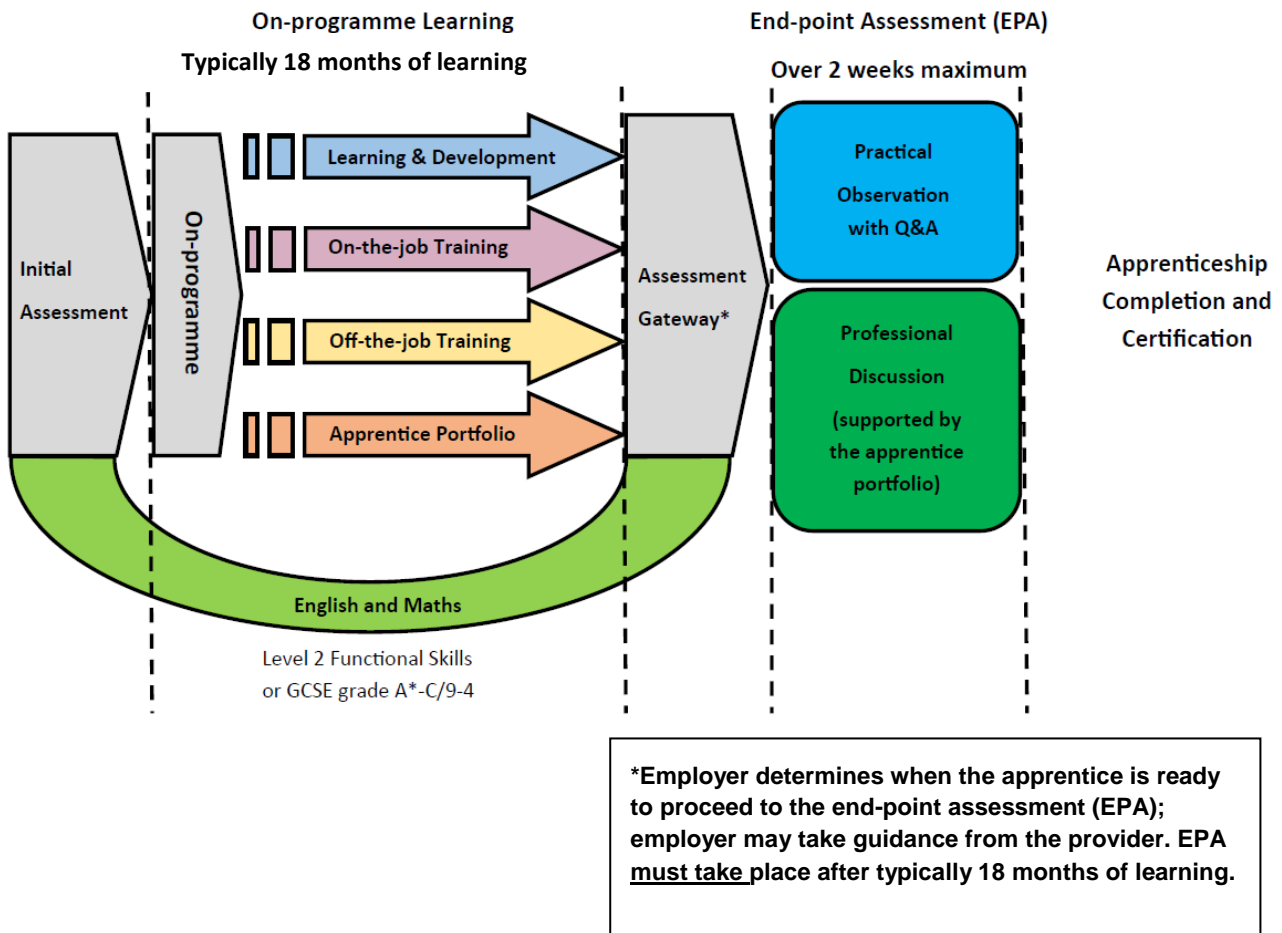 On-programme Learning
Typically 18 months of learning
End-point Assessment (EPA)
Over 2 weeks maximum
Initial
Assessment
On-programme
Learning & Development
On-the-job Training
Off-the-job Training
Apprentice Portfolio
Assessment
Gateway*
Practical
Observation
with Q&A
Professional
Discussion
(supported by
the apprentice
portfolio)
Apprenticeship
Completion and
Certification
English and Maths
Level 2 Functional Skills
or GCSE grade A*-C/9-4
*Employer determines when the apprentice is ready
to proceed to the end-point assessment (EPA);
employer may take guidance from the provider. EPA
must take place after typically 18 months of learning.